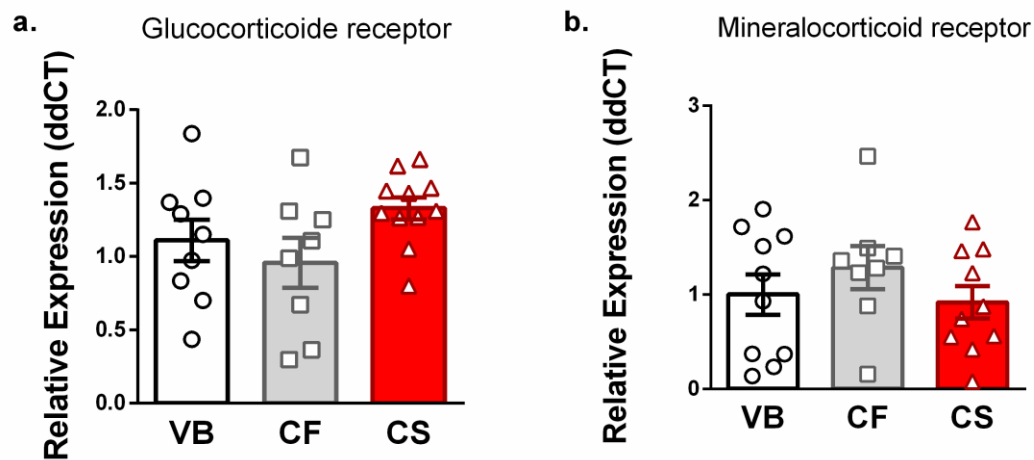 a.
Glucocorticoide receptor
Relative Expression (ddCT)
2.0
1.5
1.0
0.5
0.0
VB
CF
CS
b.
Mineralocorticoid receptor
Relative Expression (ddCT)
3
2
1
0
VB
CF
CS